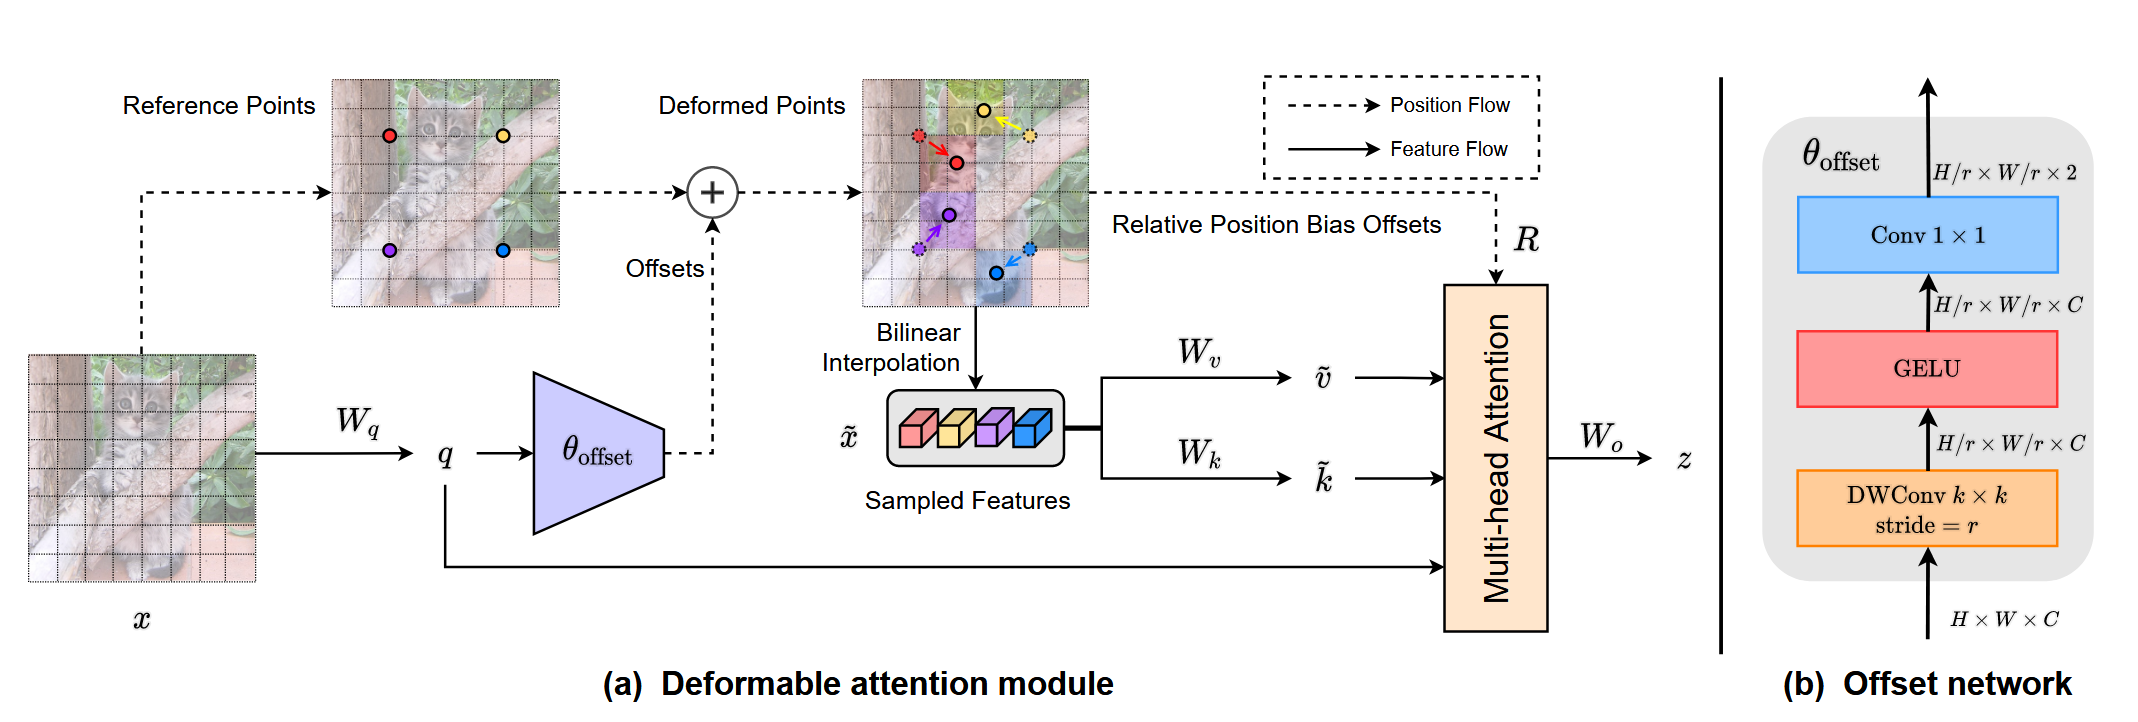 Reference Points
Deformed Points
Position Flow
Feature Flow
Relative Position Bias Offsets
R
Offsets
Bilinear
Interpolation
W_q
q
θ_offset
x̃
Sampled Features
W_v
ṽ
W_k
k̃
Multi-head Attention
W_o
z
x
(a) Deformable attention module
θ_offset
H/r × W/r × 2
Conv 1 × 1
H/r × W/r × C
GELU
H/r × W/r × C
DWConv k × k
stride = r
H × W × C
(b) Offset network